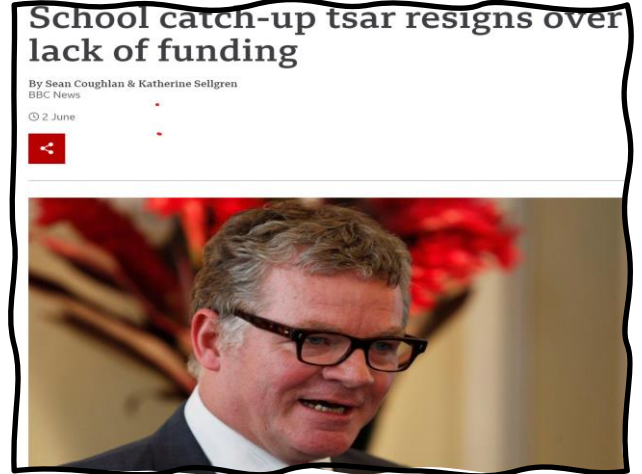 School catch-up tsar resigns over
lack of funding
By Sean Coughlan & Katherine Sellgren
BBC News
2 June